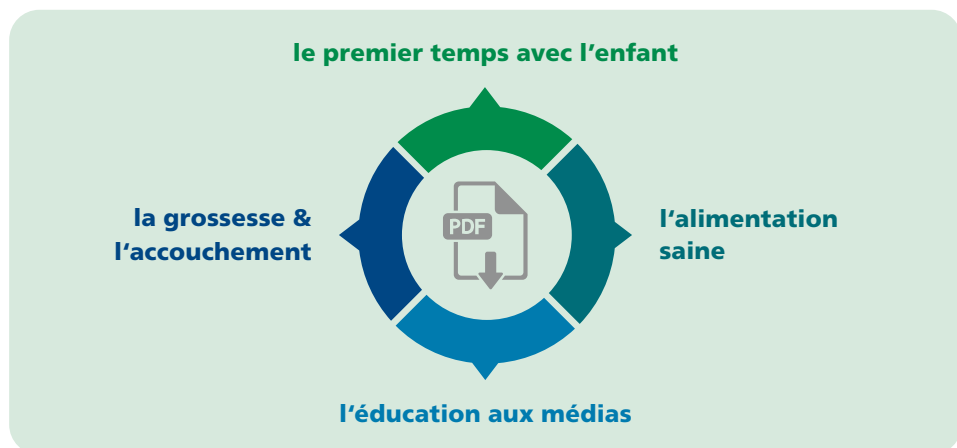 le premier temps avec l’enfant
la grossesse &
l‘accouchement
PDF
l‘alimentation
saine
l‘éducation aux médias